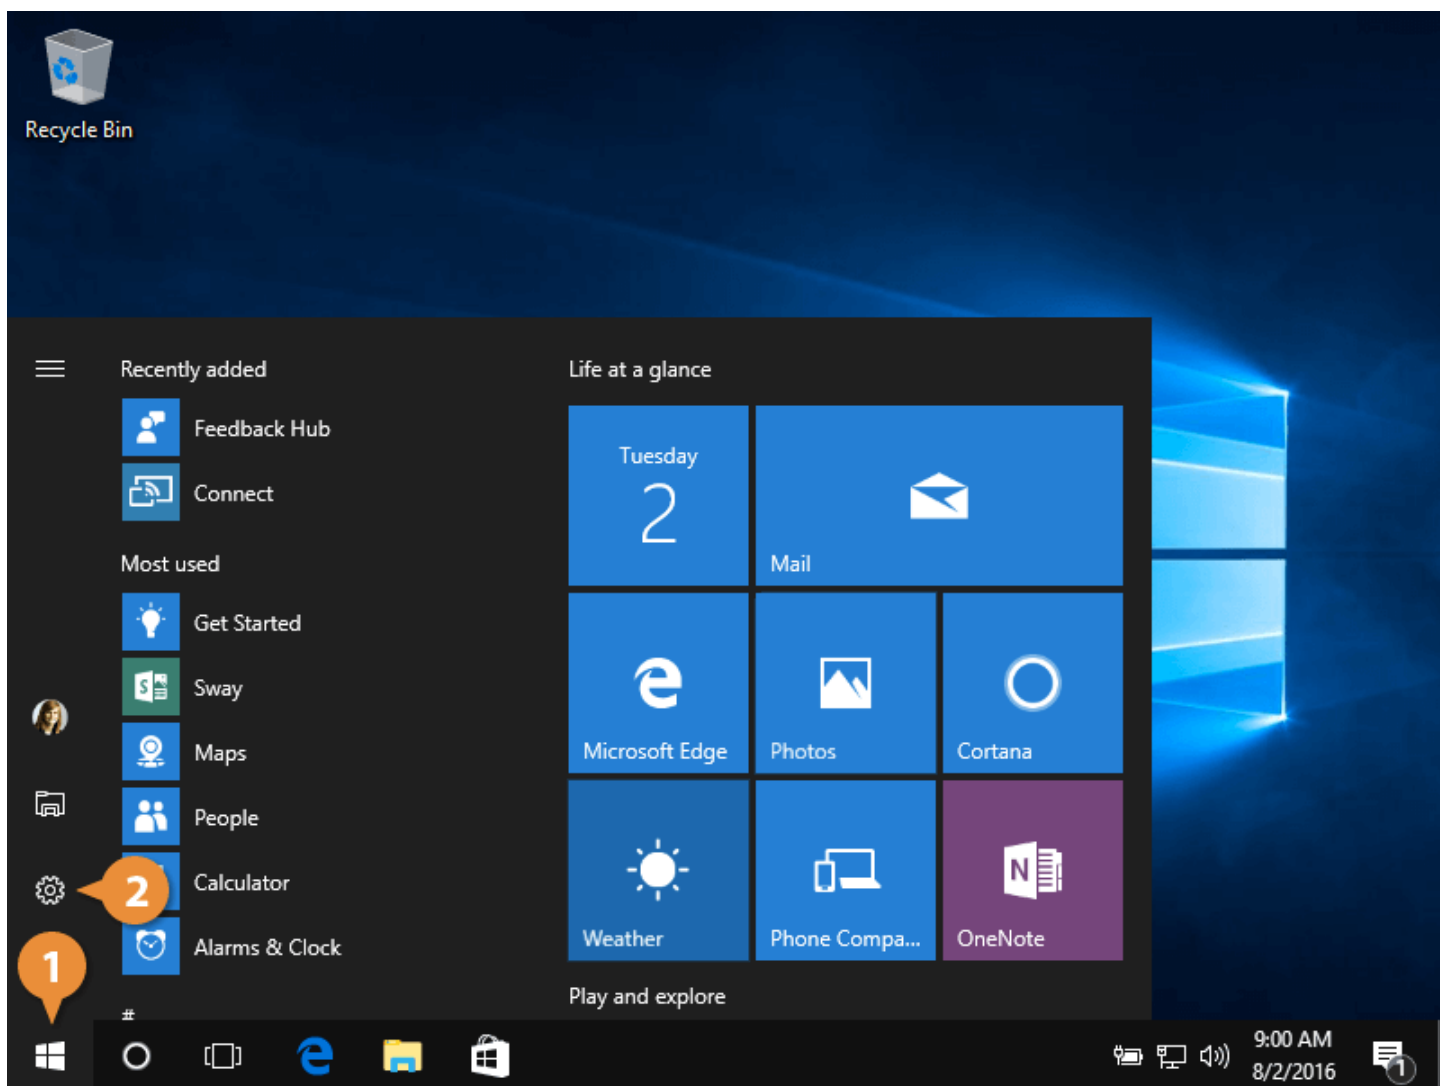 Recycle Bin
Recently added
Feedback Hub
Connect
Most used
Get Started
Sway
Maps
People
Calculator
Alarms & Clock
#
Life at a glance
Tuesday
2
Mail
Microsoft Edge
Photos
Cortana
Weather
Phone Compa...
OneNote
Play and explore
2
1
9:00 AM
8/2/2016
1